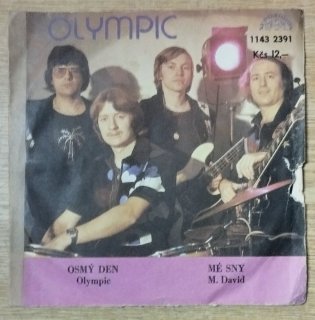 OLYMPIC
1143 2391
Kčs 12,—
OSMÝ DEN
Olympic
MÉ SNY
M. David